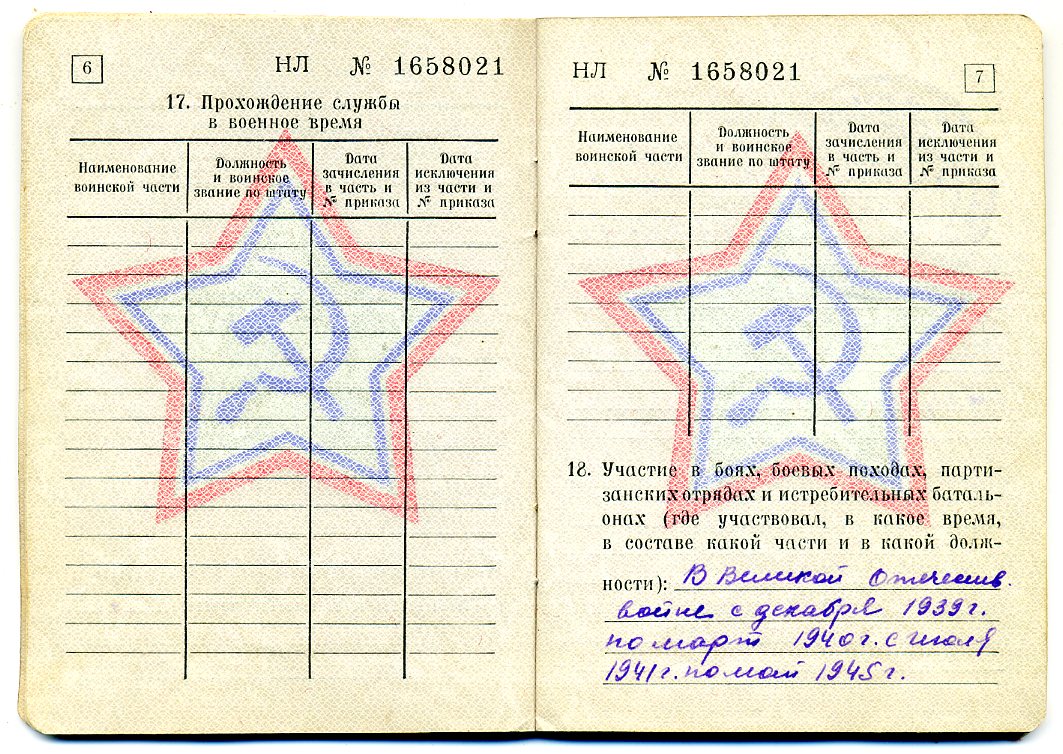 6
НЛ № 1658021
17. Прохождение службы
в военное время
Наименование
воинской части
Должность
и воинское
звание по штату
Дата
зачисления
в часть и
№ приказа
Дата
исключения
из части и
№ приказа
НЛ № 1658021
7
Наименование
воинской части
Должность
и воинское
звание по штату
Дата
зачисления
в часть и
№ приказа
Дата
исключения
из части и
№ приказа
18. Участие в боях, боевых походах, парти-
занских отрядах и истребительных баталь-
онах (где участвовал, в какое время,
в составе какой части и в какой долж-
ности): В Великой Отечествен.
войне с декабря 1939г.
по март 1940г. с июля
1941г. по май 1945г.